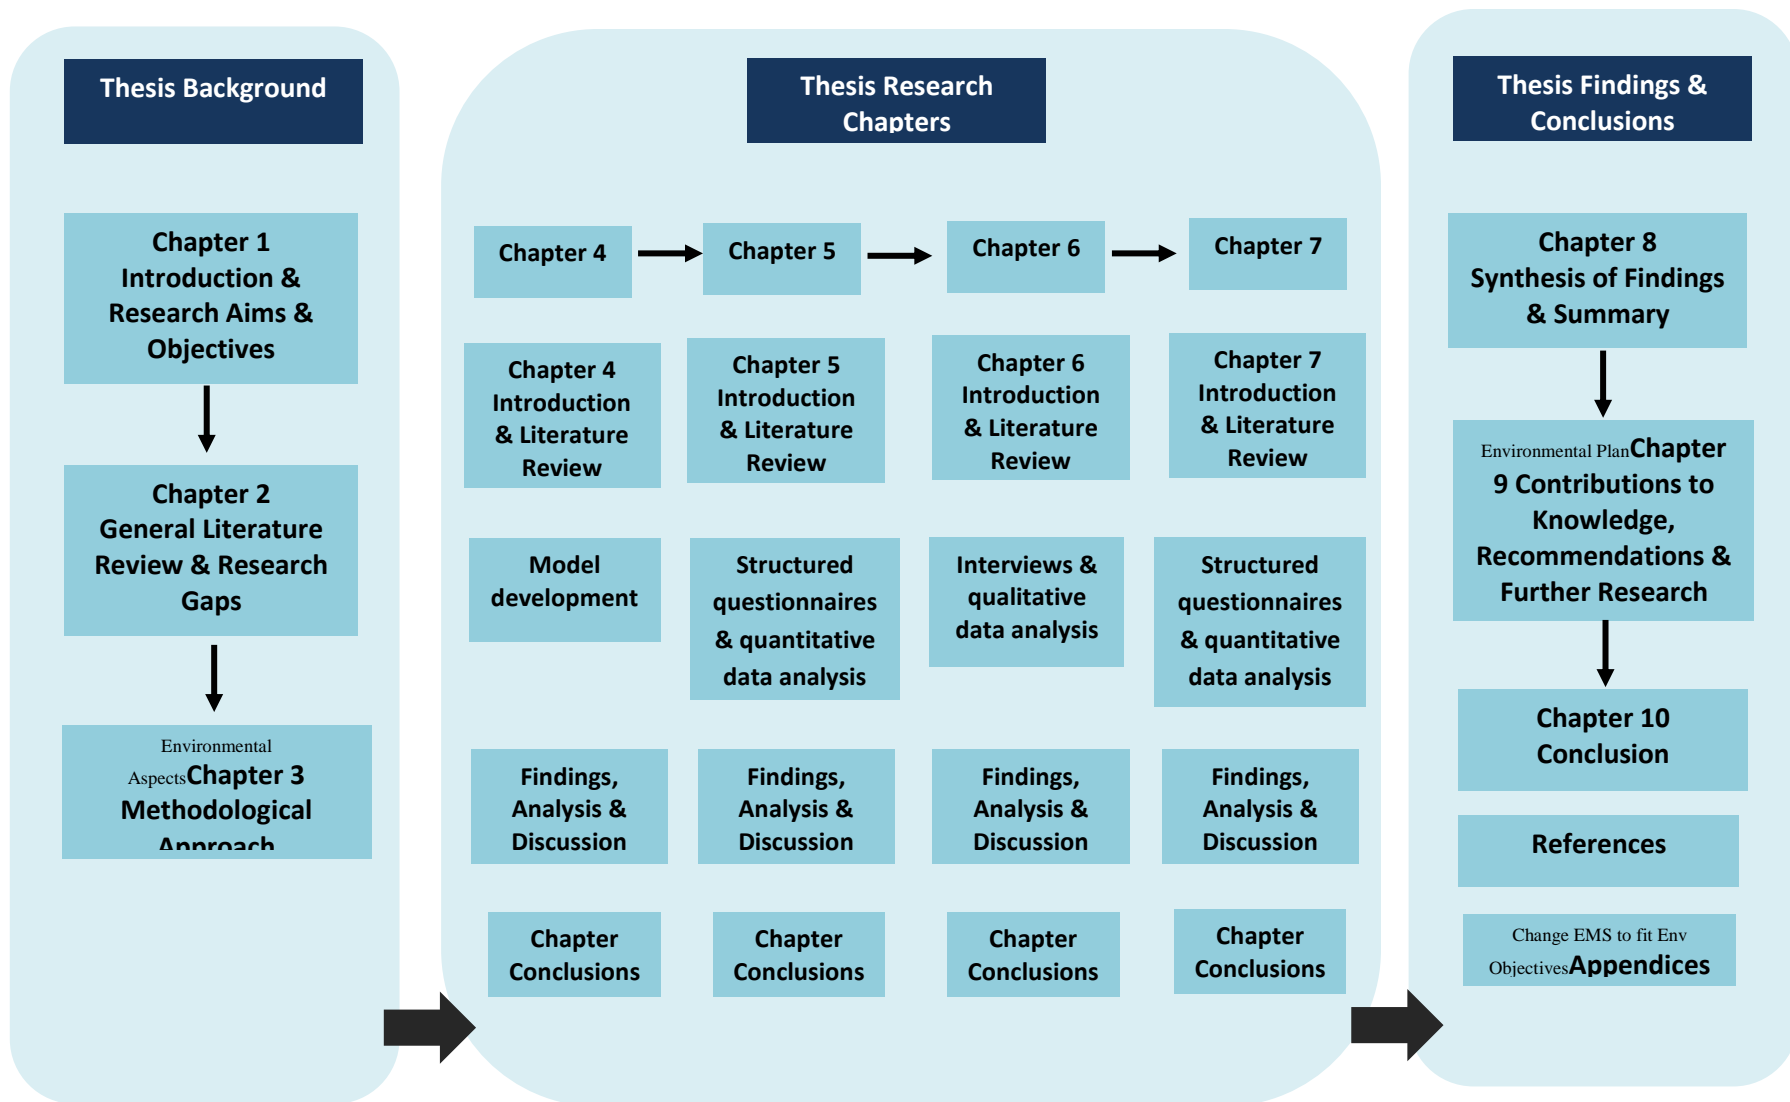 Thesis Background
Chapter 1
Introduction &
Research Aims &
Objectives
Chapter 2
General Literature
Review & Research
Gaps
Environmental
AspectsChapter 3
Methodological
Approach
Thesis Research
Chapters
Chapter 4
Chapter 5
Chapter 6
Chapter 7
Chapter 4
Introduction
& Literature
Review
Chapter 5
Introduction
& Literature
Review
Chapter 6
Introduction
& Literature
Review
Chapter 7
Introduction
& Literature
Review
Model
development
Structured
questionnaires
& quantitative
data analysis
Interviews &
qualitative
data analysis
Structured
questionnaires
& quantitative
data analysis
Findings,
Analysis &
Discussion
Findings,
Analysis &
Discussion
Findings,
Analysis &
Discussion
Findings,
Analysis &
Discussion
Chapter
Conclusions
Chapter
Conclusions
Chapter
Conclusions
Chapter
Conclusions
Thesis Findings &
Conclusions
Chapter 8
Synthesis of Findings
& Summary
Environmental PlanChapter
9 Contributions to
Knowledge,
Recommendations &
Further Research
Chapter 10
Conclusion
References
Change EMS to fit Env
ObjectivesAppendices